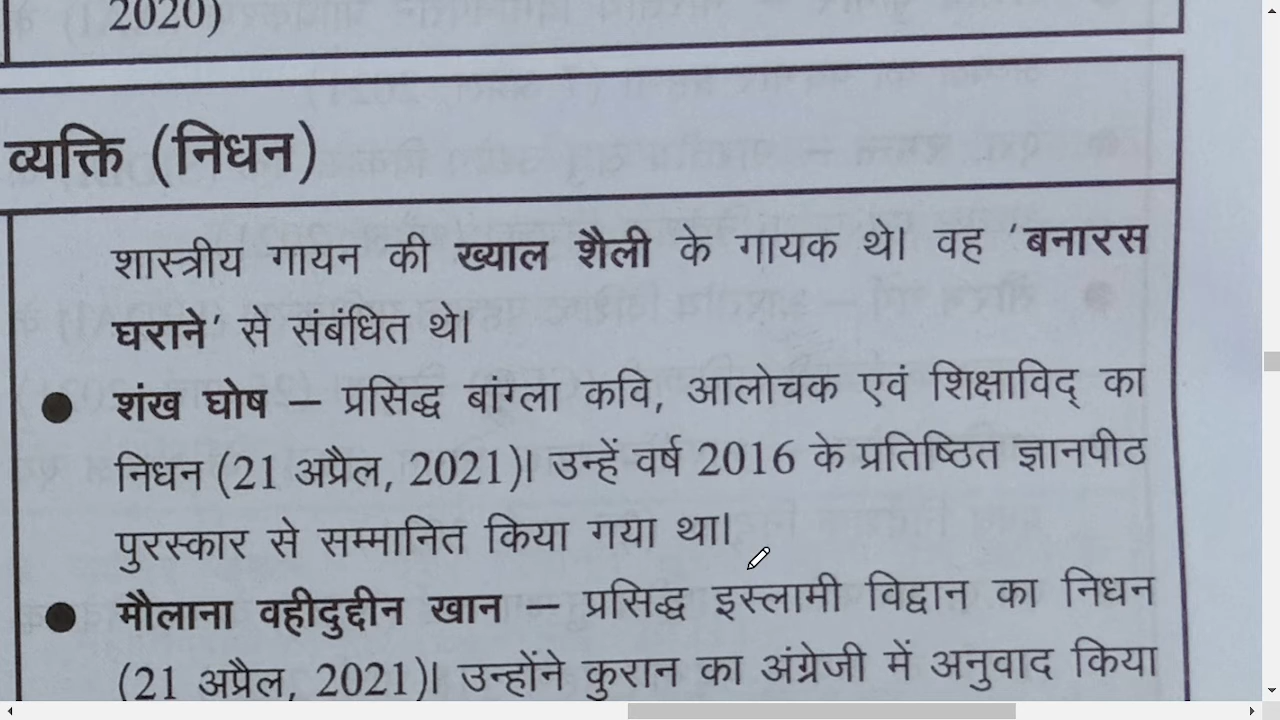 2020)
व्यक्ति (निधन)
शास्त्रीय गायन की ख्याल शैली के गायक थे। वह 'बनारस
घराने' से संबंधित थे।
● शंख घोष – प्रसिद्ध बांग्ला कवि, आलोचक एवं शिक्षाविद् का
निधन (21 अप्रैल, 2021)। उन्हें वर्ष 2016 के प्रतिष्ठित ज्ञानपीठ
पुरस्कार से सम्मानित किया गया था।
● मौलाना वहीदुद्दीन खान – प्रसिद्ध इस्लामी विद्वान का निधन
(21 अप्रैल, 2021)। उन्होंने कुरान का अंग्रेजी में अनुवाद किया